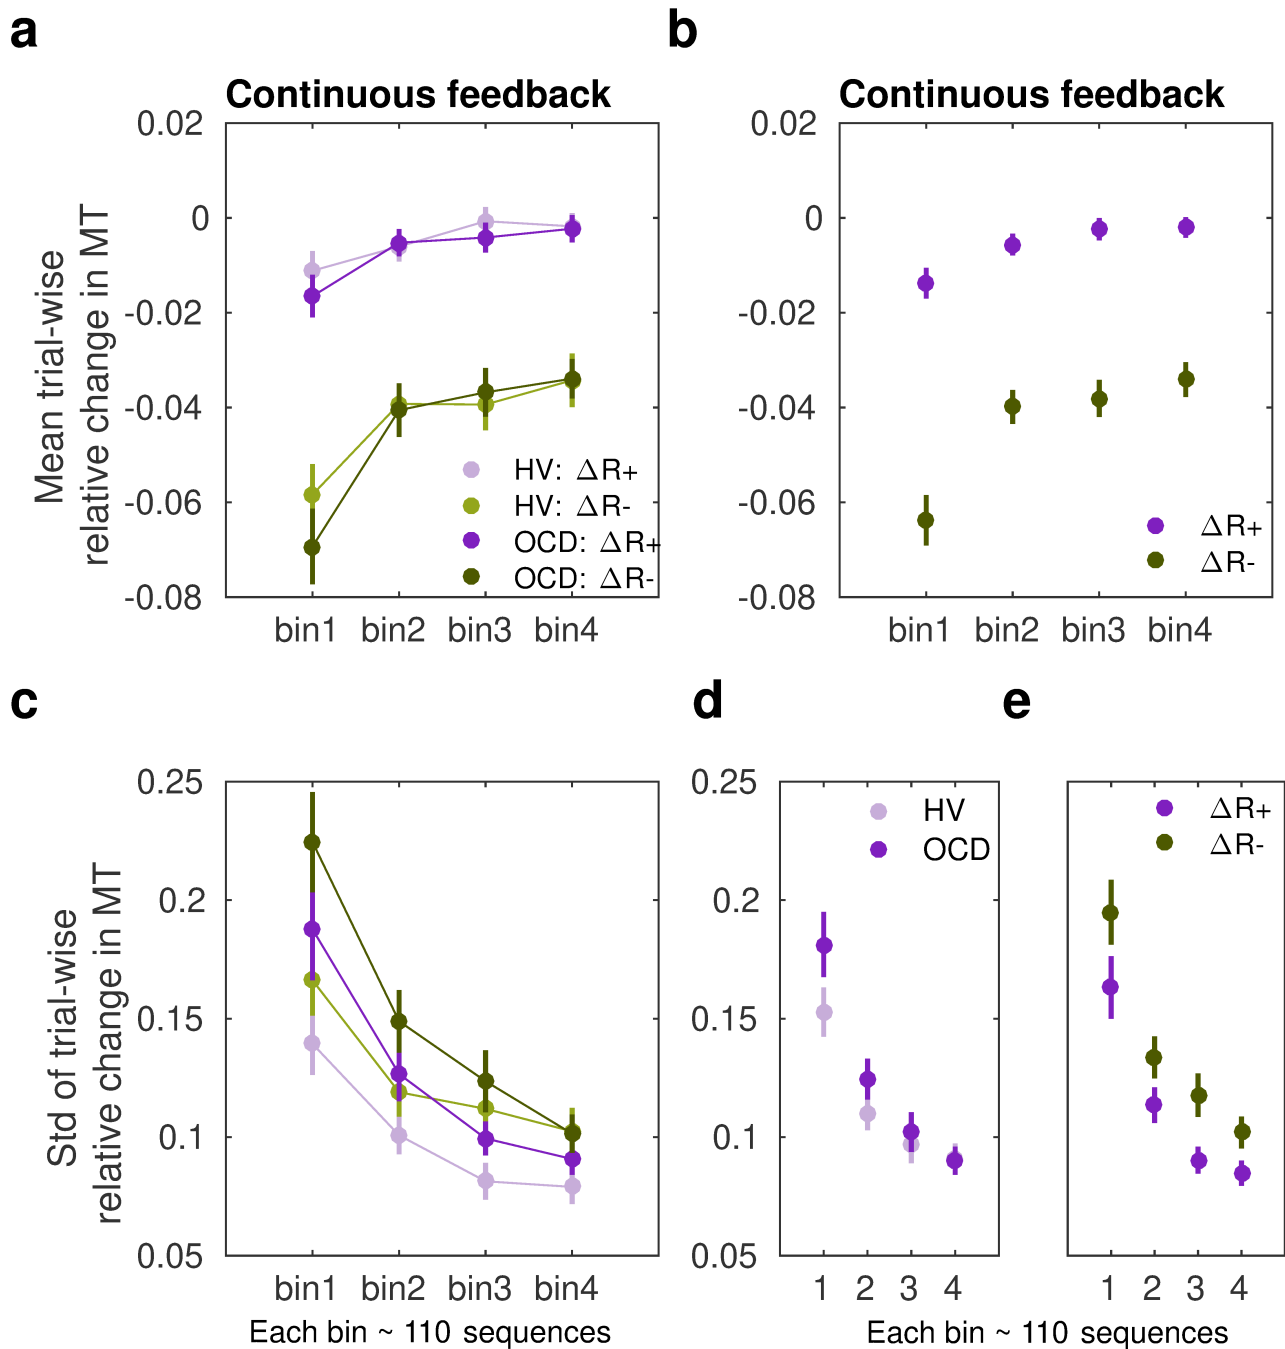 a
b
Continuous feedback
Continuous feedback
Mean trial-wise
relative change in MT
0.02
0
-0.02
-0.04
-0.06
-0.08
HV: ΔR+
HV: ΔR-
OCD: ΔR+
OCD: ΔR-
bin1 bin2 bin3 bin4
0.02
0
-0.02
-0.04
-0.06
-0.08
ΔR+
ΔR-
bin1 bin2 bin3 bin4
c
d
e
Std of trial-wise
relative change in MT
0.25
0.2
0.15
0.1
0.05
bin1 bin2 bin3 bin4
Each bin ~ 110 sequences
0.25
0.2
0.15
0.1
0.05
HV
OCD
1 2 3 4
ΔR+
ΔR-
1 2 3 4
Each bin ~ 110 sequences